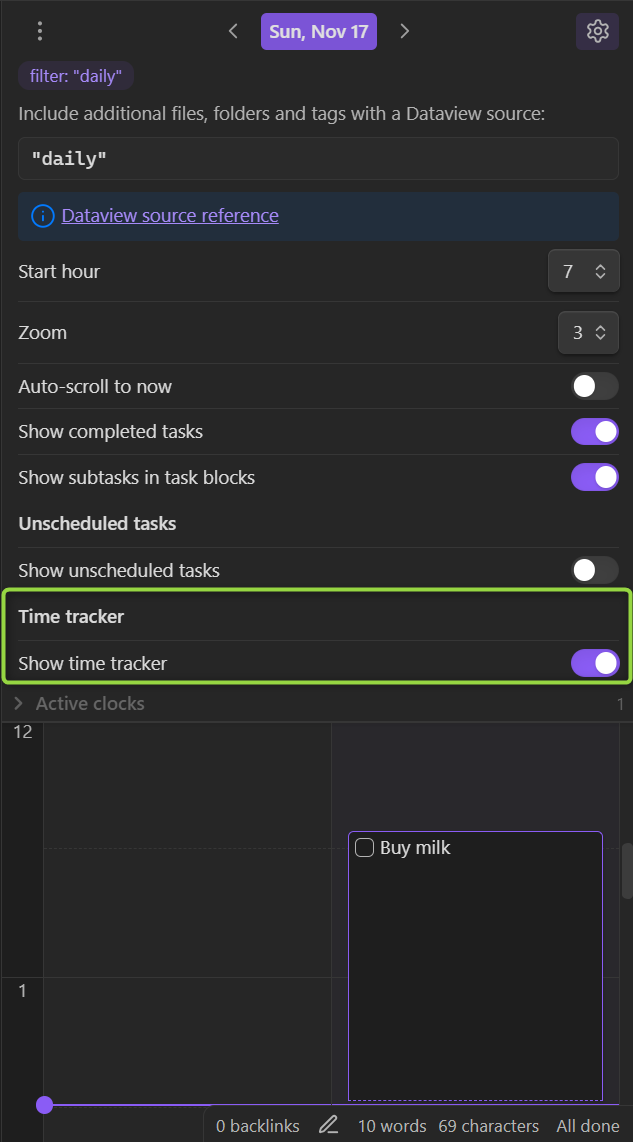 Sun, Nov 17
filter: "daily"
Include additional files, folders and tags with a Dataview source:
"daily"
Dataview source reference
Start hour 7
Zoom 3
Auto-scroll to now
Show completed tasks
Show subtasks in task blocks
Unscheduled tasks
Show unscheduled tasks
Time tracker
Show time tracker
Active clocks 1
12
Buy milk
1
0 backlinks 10 words 69 characters All done